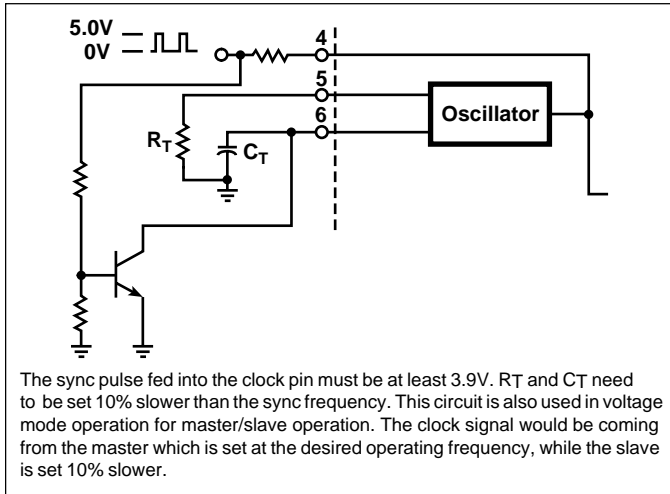 5.0V
0V
4
5
6
Oscillator
RT
CT
The sync pulse fed into the clock pin must be at least 3.9V. RT and CT need
to be set 10% slower than the sync frequency. This circuit is also used in voltage
mode operation for master/slave operation. The clock signal would be coming
from the master which is set at the desired operating frequency, while the slave
is set 10% slower.